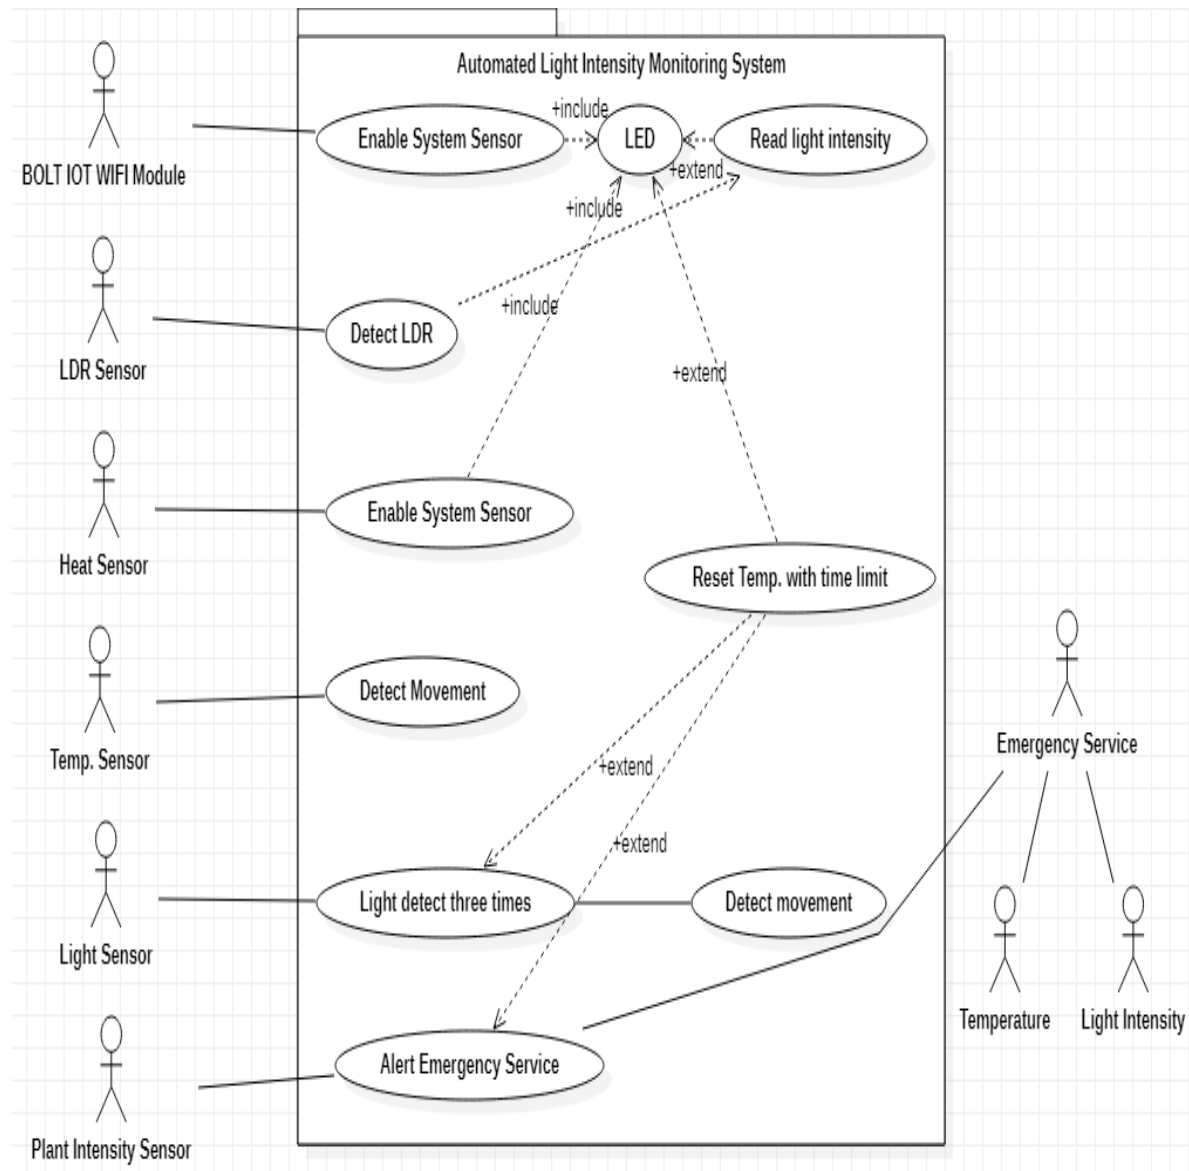 Automated Light Intensity Monitoring System
+include
Enable System Sensor
LED
Read light intensity
+extend
BOLT IOT WIFI Module
+include
+include
Detect LDR
LDR Sensor
+extend
Enable System Sensor
Heat Sensor
Reset Temp. with time limit
Detect Movement
Temp. Sensor
Emergency Service
+extend
+extend
Light detect three times
Detect movement
Light Sensor
Temperature
Light Intensity
Alert Emergency Service
Plant Intensity Sensor